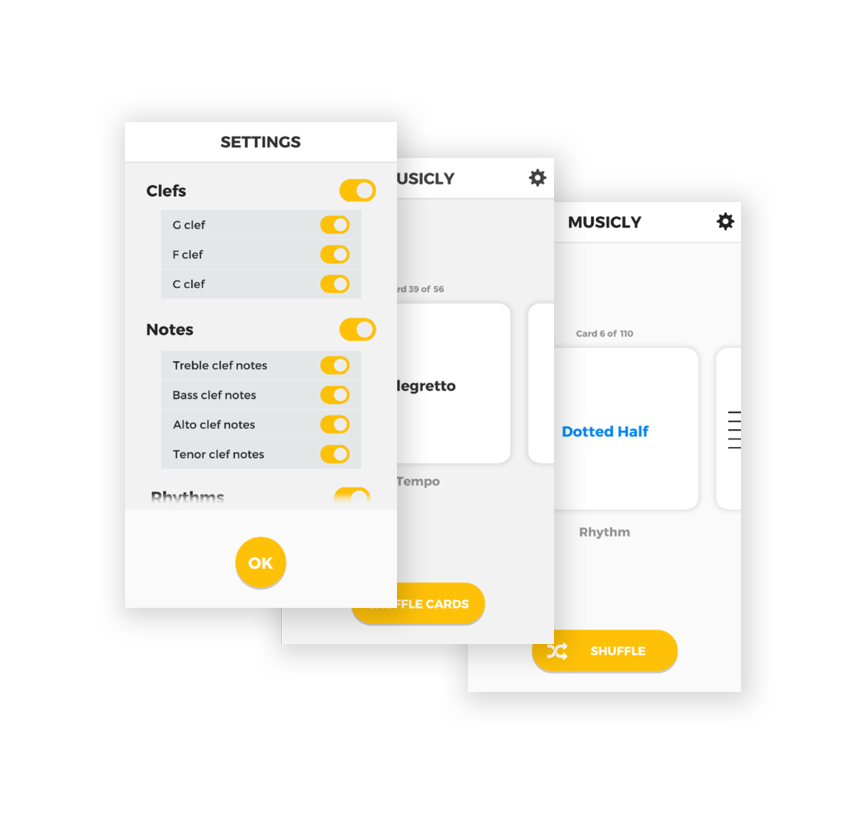 SETTINGS
Clefs
G clef
F clef
C clef
Notes
Treble clef notes
Bass clef notes
Alto clef notes
Tenor clef notes
Rhythms
OK
USICLY
rd 39 of 56
legretto
Tempo
FFLE CARDS
MUSICLY
Card 6 of 110
Dotted Half
Rhythm
SHUFFLE